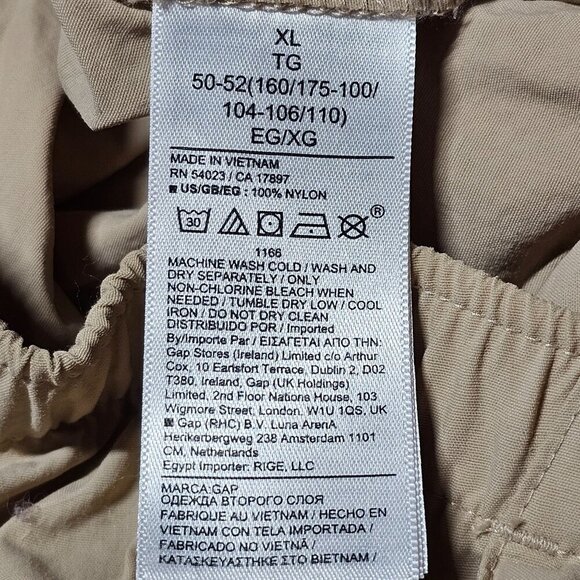 XL
TG
50-52(160/175-100/
104-106/110)
EG/XG
MADE IN VIETNAM
RN 54023 / CA 17897
■ US/GB/EG : 100% NYLON
30 ®
1166
MACHINE WASH COLD / WASH AND
DRY SEPARATELY / ONLY
NON-CHLORINE BLEACH WHEN
NEEDED / TUMBLE DRY LOW / COOL
IRON / DO NOT DRY CLEAN
DISTRIBUIDO POR / Imported
By/Importe Par / ΕΙΣΑΓΕΤΑΙ ΑΠΟ ΤΗΝ:
Gap Stores (Ireland) Limited c/o Arthur
Cox, 10 Earlsfort Terrace, Dublin 2, D02
T380, Ireland, Gap (UK Holdings)
Limited, 2nd Floor Nations House, 103
Wigmore Street, London, W1U 1QS, UK
■ Gap (RHC) B.V. Luna ArenA
Herikerbergweg 238 Amsterdam 1101
CM, Netherlands
Egypt Importer: RIGE, LLC
MARCA:GAP
ОДЕЖДА ВТОРОГО СЛОЯ
FABRIQUE AU VIETNAM / HECHO EN
VIETNAM CON TELA IMPORTADA /
FABRICADO NO VIETNÃ /
ΚΑΤΑΣΚΕΥΑΣΤΗΚΕ ΣΤΟ ΒΙΕΤΝΑΜ /